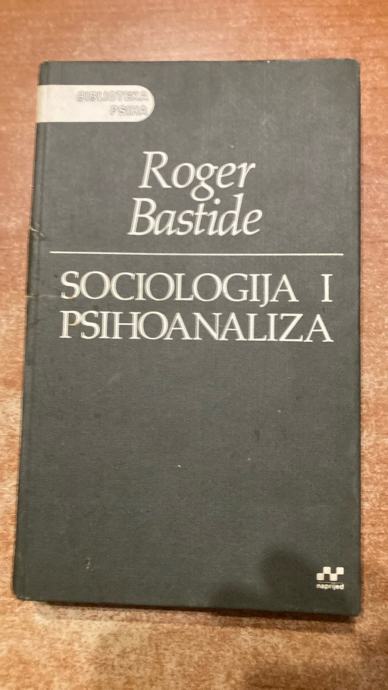 BIBLIOTEKA
PSIHA
Roger
Bastide
SOCIOLOGIJA I
PSIHOANALIZA
naprijed